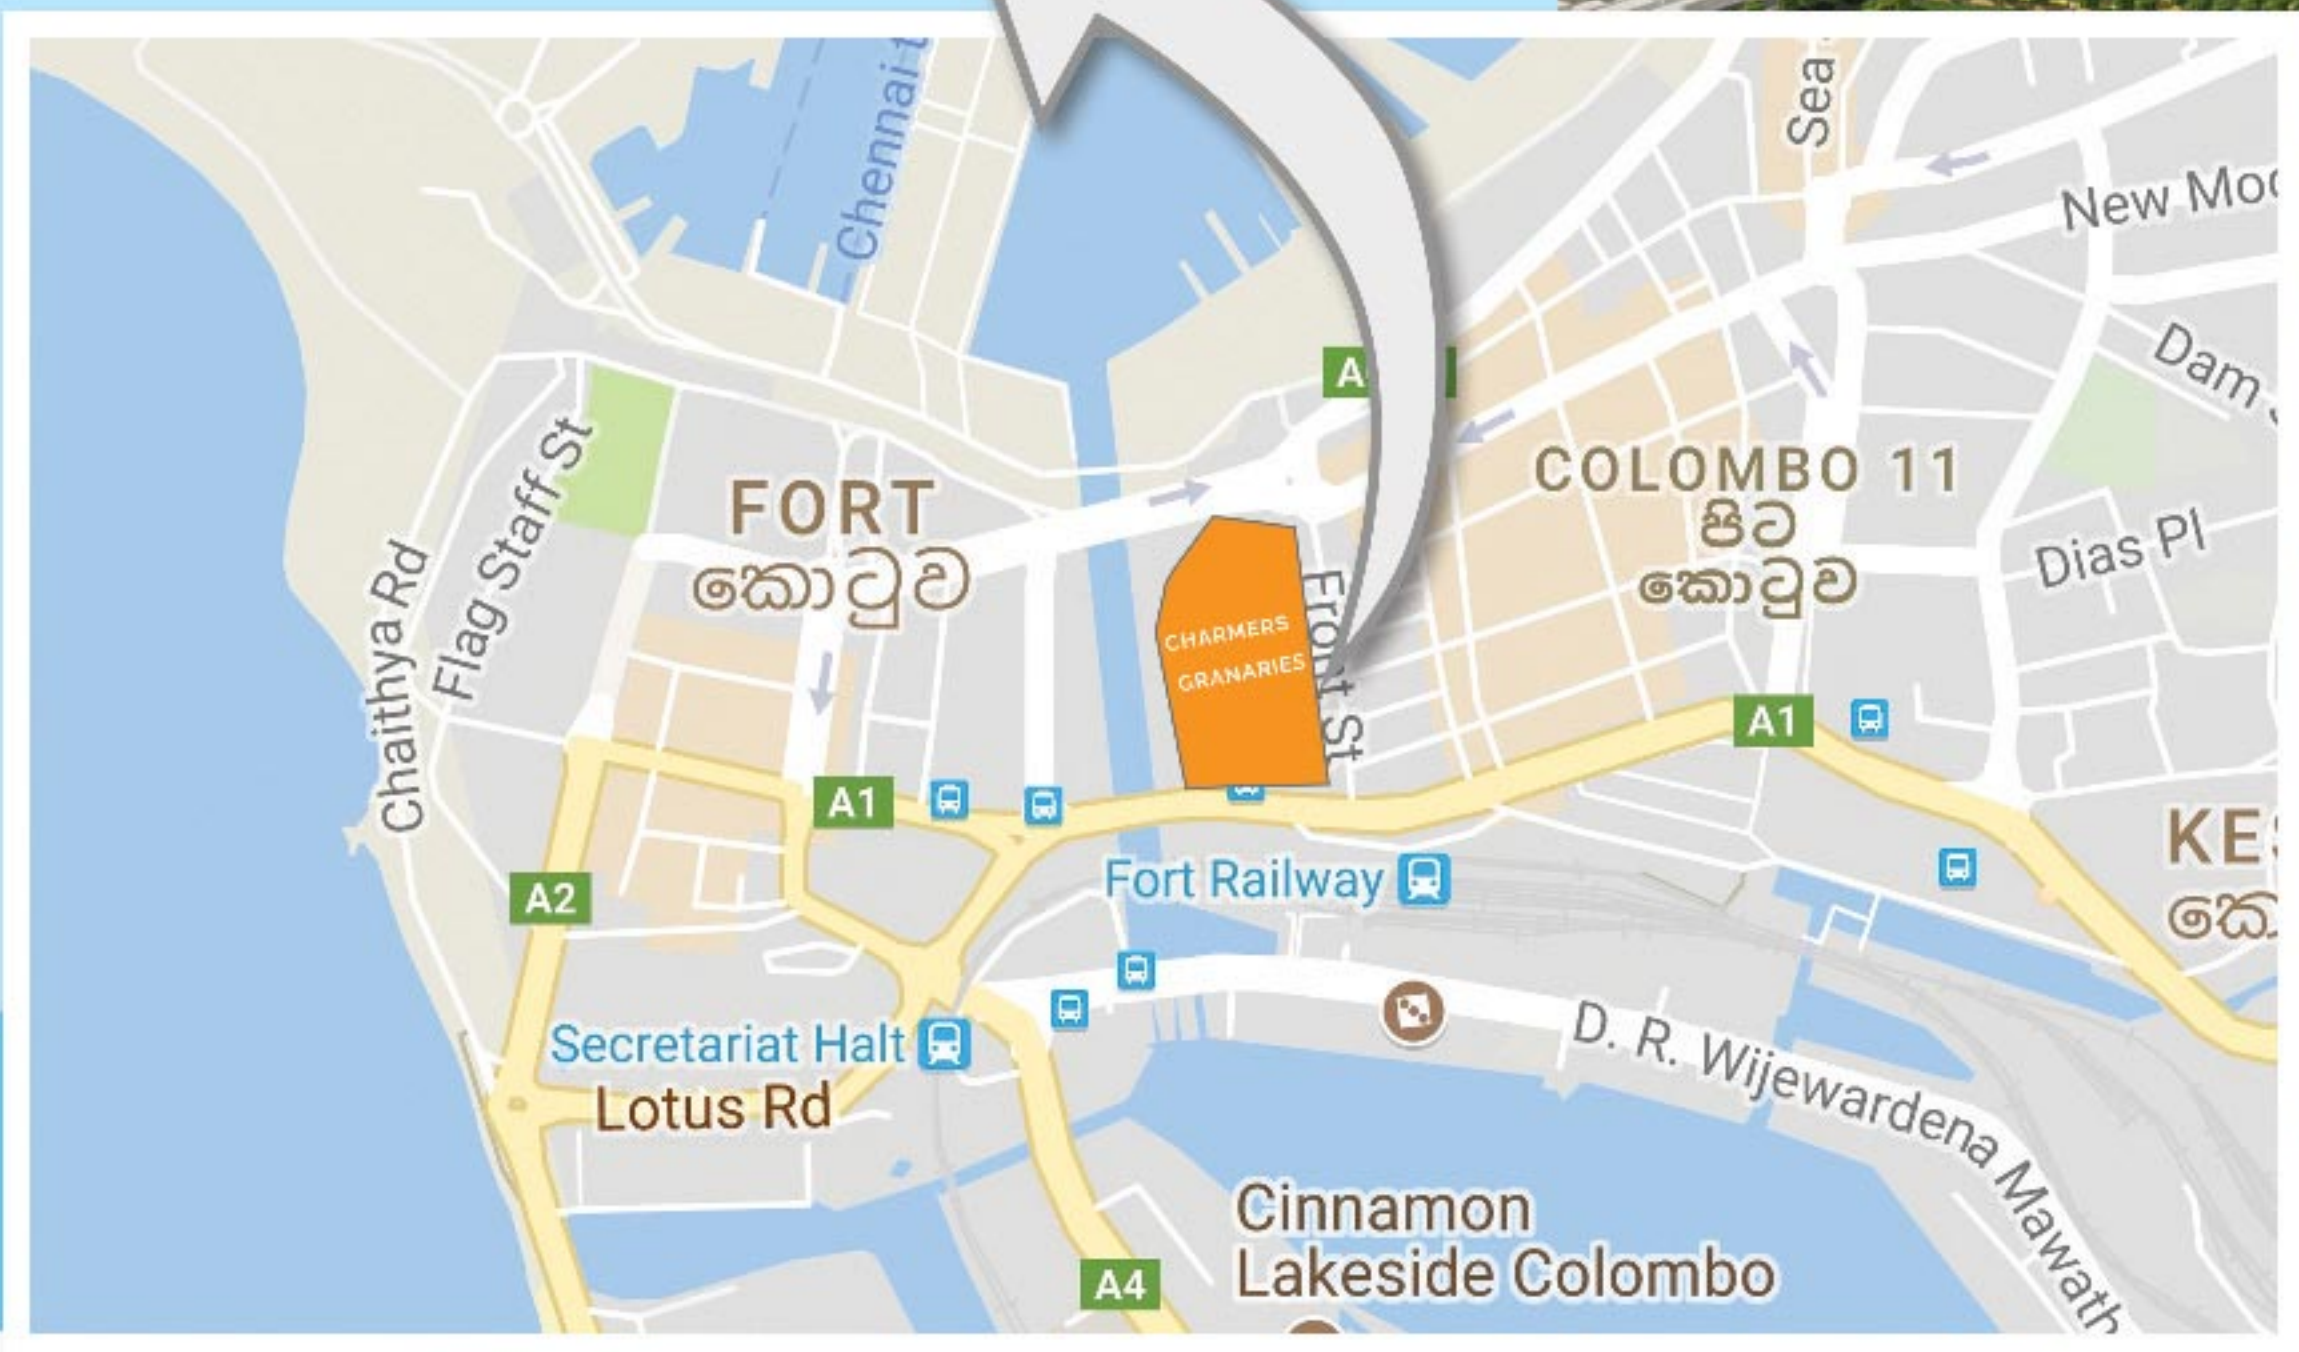 Chennai t
Sea
New Moo
Dam S
A
FORT
කොටුව
COLOMBO 11
පිට
කොටුව
Flag Staff St
Chaithya Rd
Dias Pl
CHARMERS
GRANARIES
Front St
A1
A1
KES
කො
A2
Fort Railway
Secretariat Halt
Lotus Rd
D. R. Wijewardena Mawath
Cinnamon
Lakeside Colombo
A4